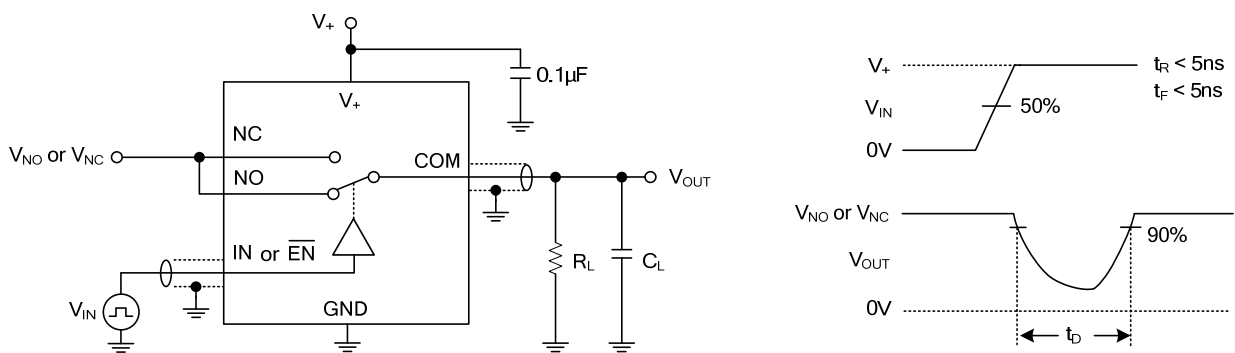 V+
0.1µF
V+
NC
V_NO or V_NC
COM
NO
V_OUT
IN or E̅N̅
R_L
C_L
V_IN
GND
V+
t_R < 5ns
t_F < 5ns
V_IN
50%
0V
V_NO or V_NC
90%
V_OUT
0V
t_D